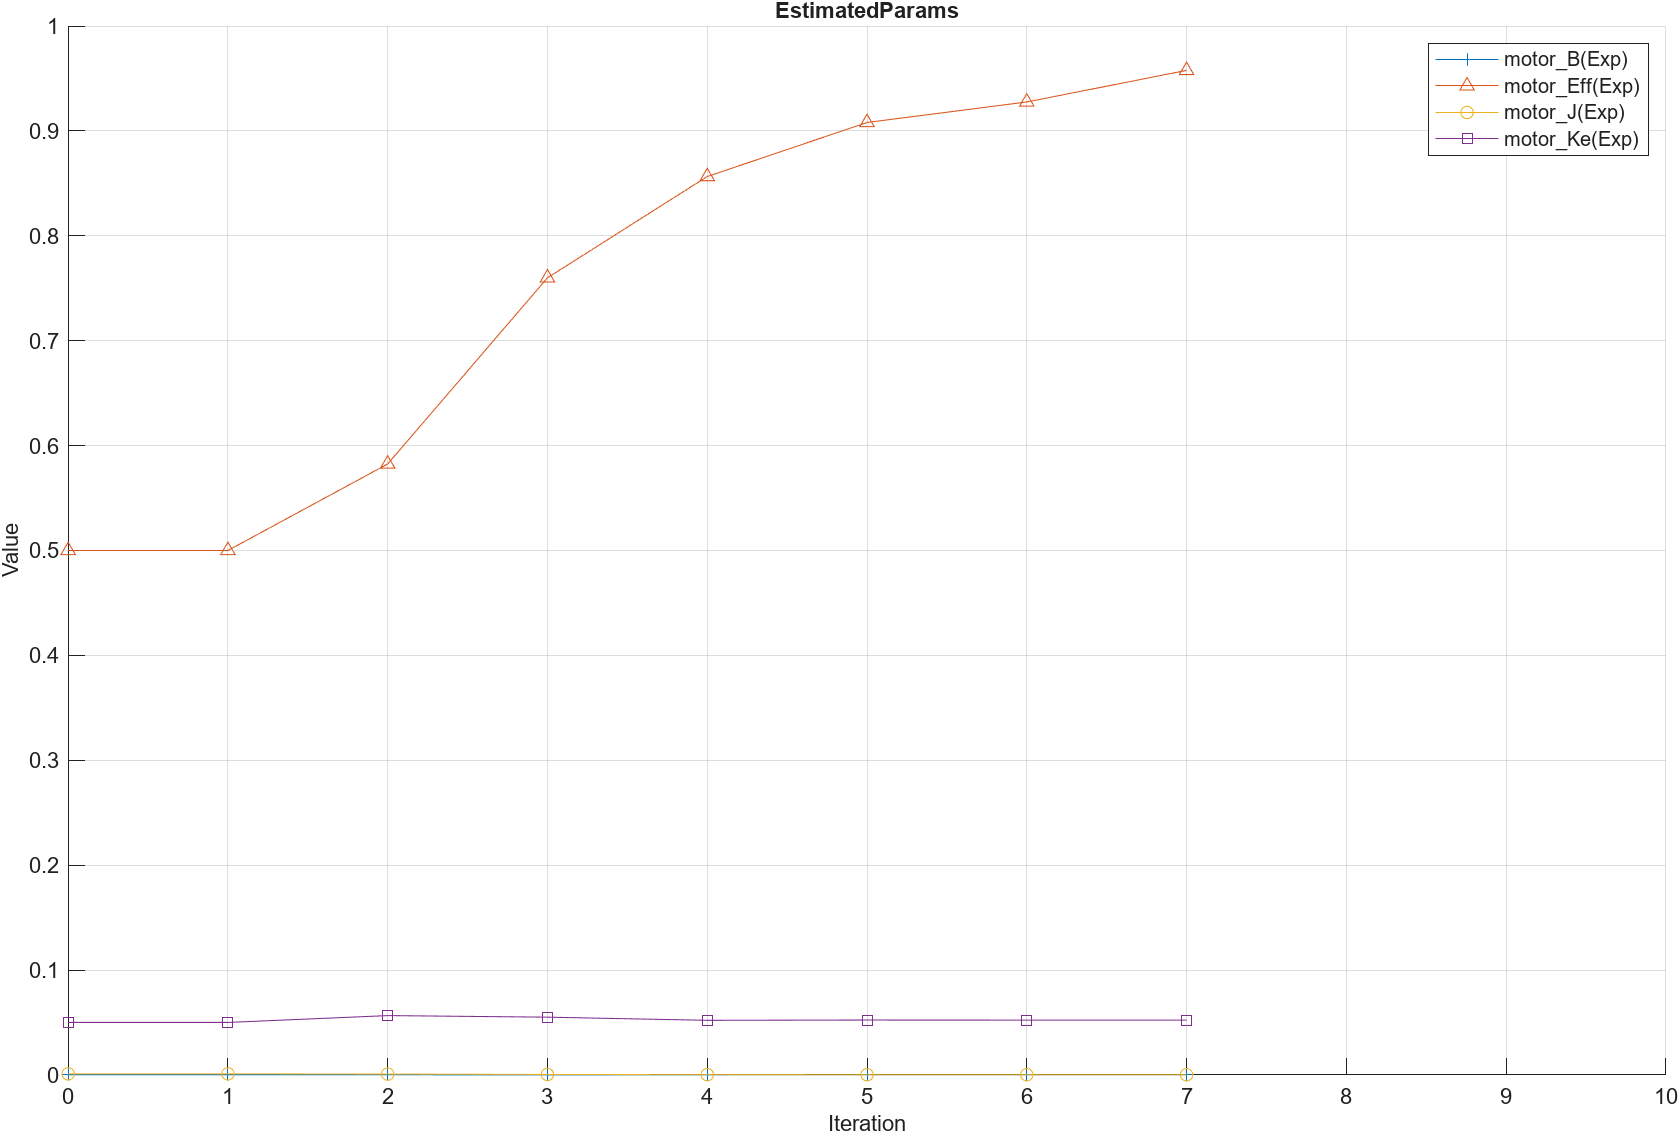 EstimatedParams
motor_B(Exp)
motor_Eff(Exp)
motor_J(Exp)
motor_Ke(Exp)
Value
1
0.9
0.8
0.7
0.6
0.5
0.4
0.3
0.2
0.1
0
0 1 2 3 4 5 6 7 8 9 10
Iteration